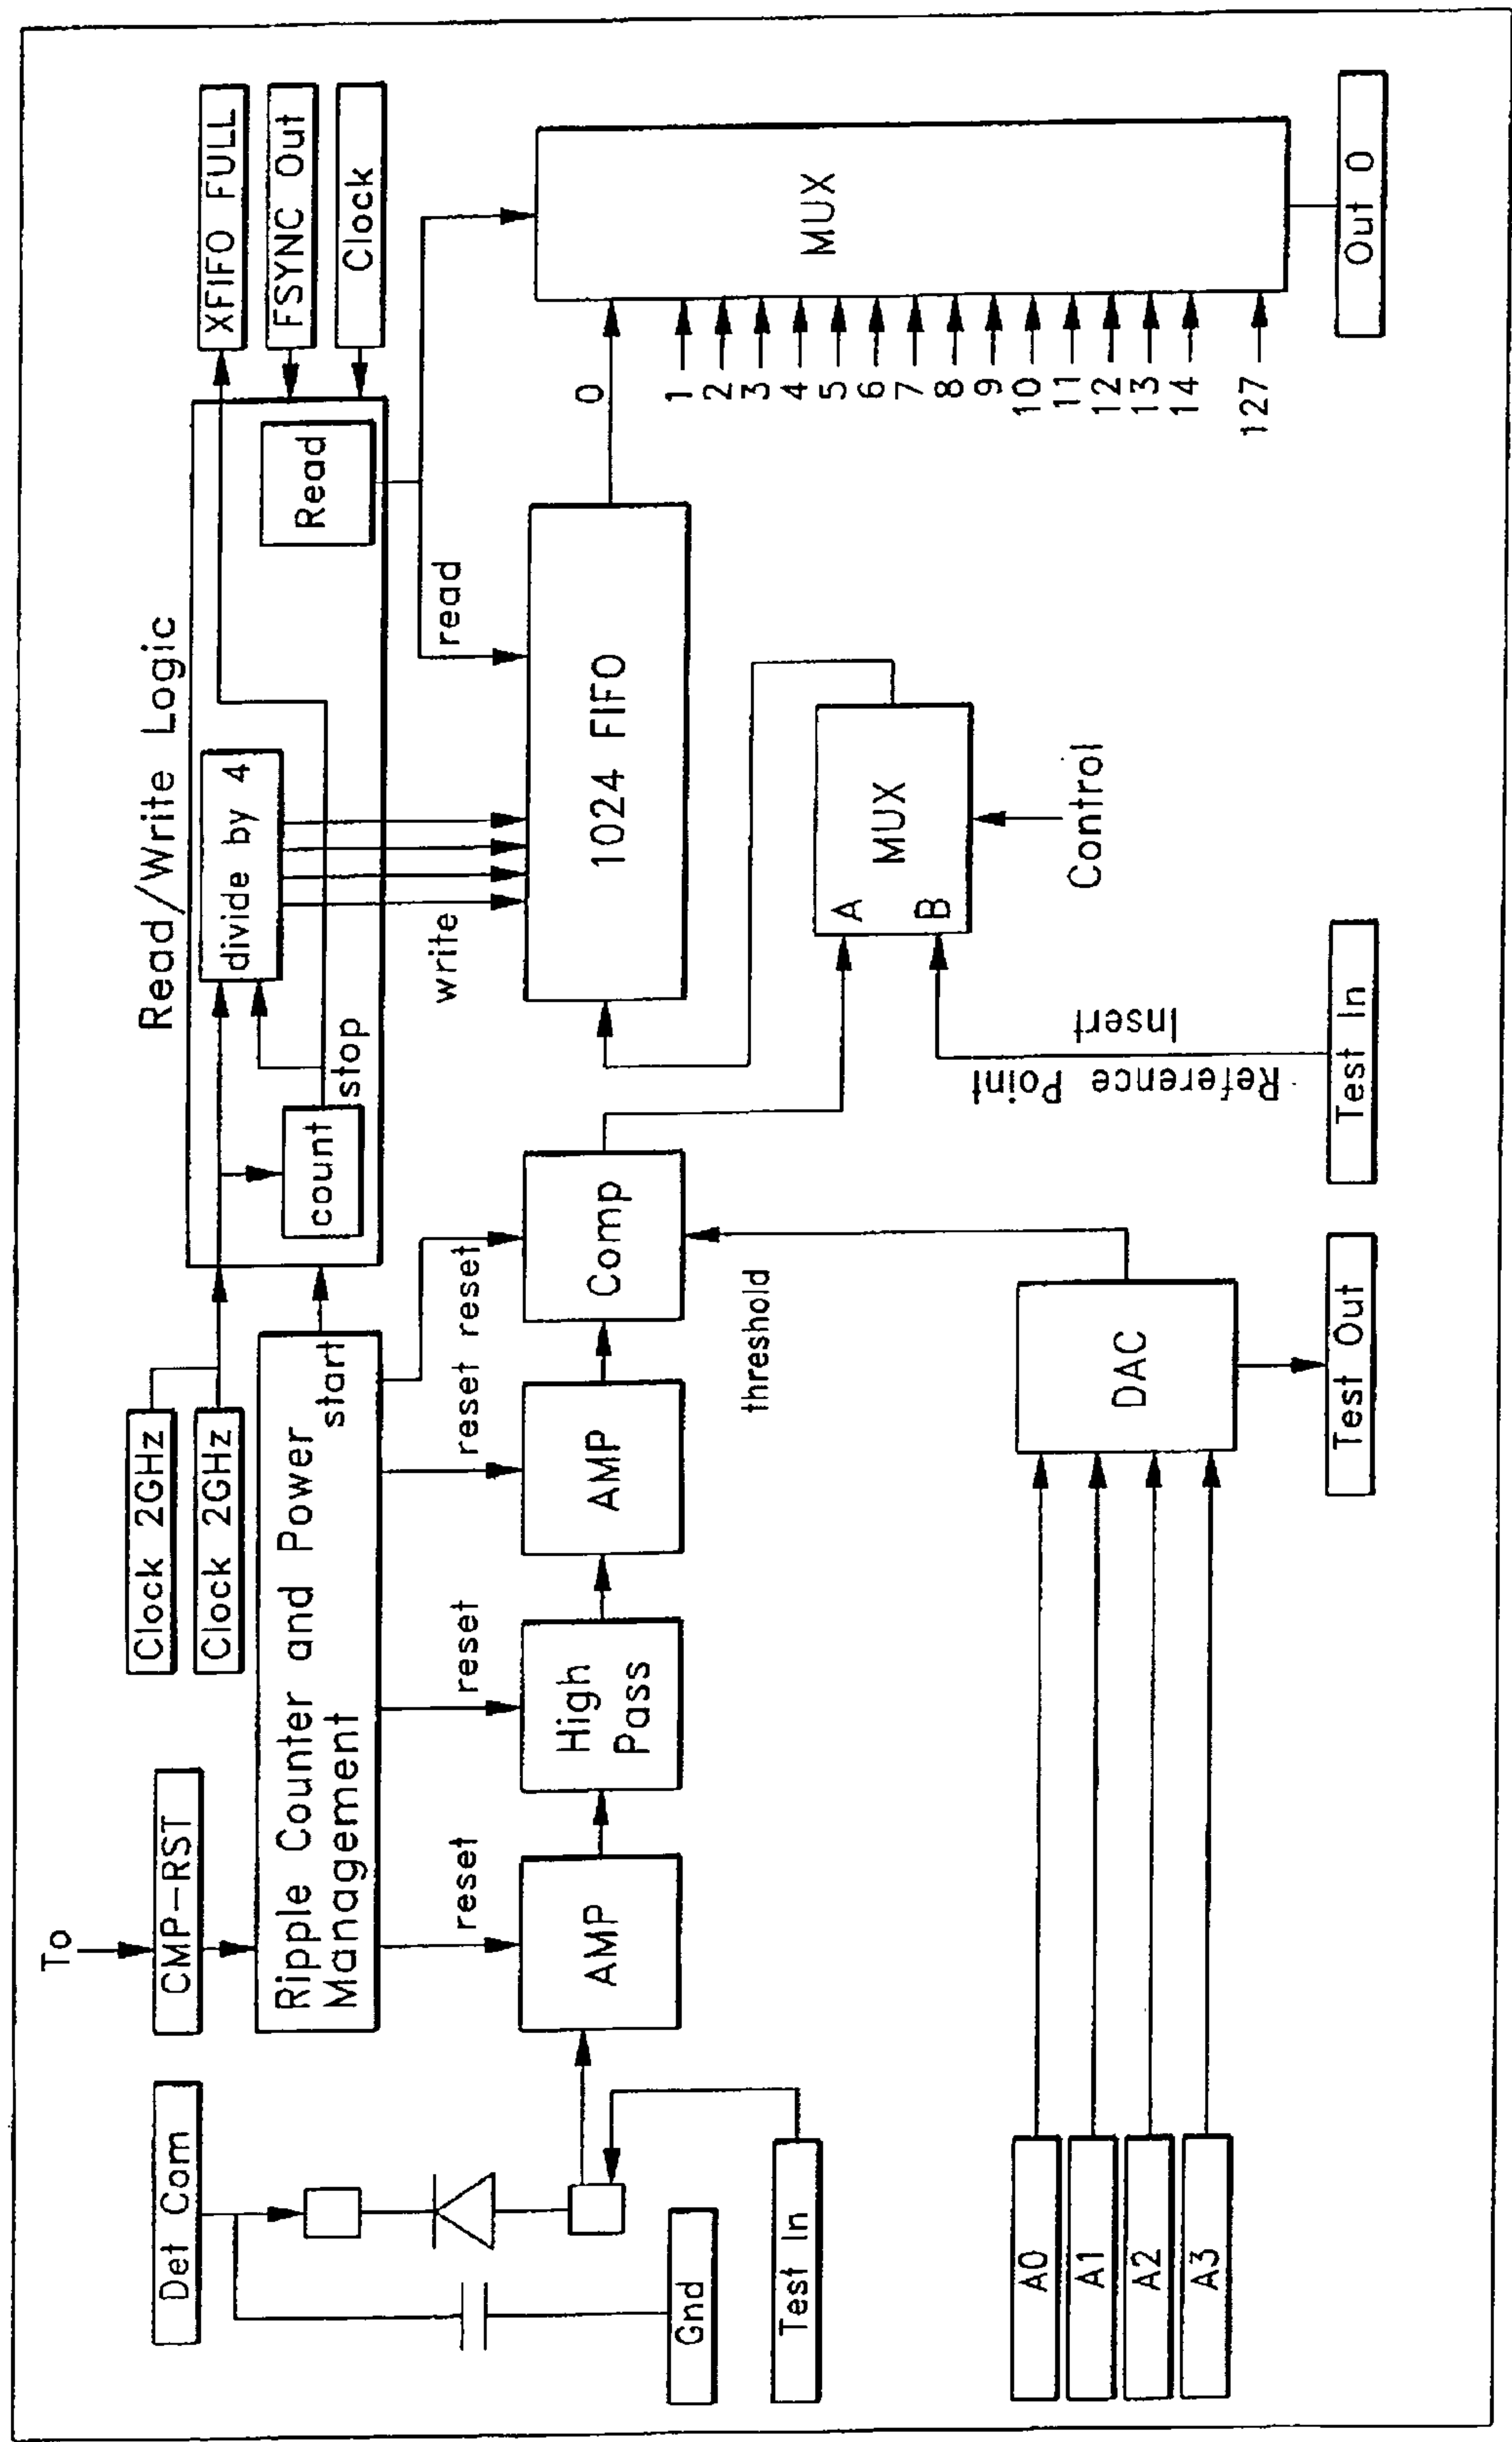 To
Det Com
CMP-RST
Clock 2GHz
Clock 2GHz
Read/Write Logic
XFIFO FULL
FSYNC Out
Clock
Ripple Counter and Power
Management
start
count
stop
divide by 4
Read
reset
reset
reset
reset
write
read
AMP
High
Pass
AMP
Comp
1024 FIFO
0
1
2
3
4
5
6
7
8
9
10
11
12
13
14
127
MUX
Gnd
Test In
threshold
A
B
MUX
Control
Reference Point
Insert
A0
A1
A2
A3
DAC
Test Out
Test In
Out 0